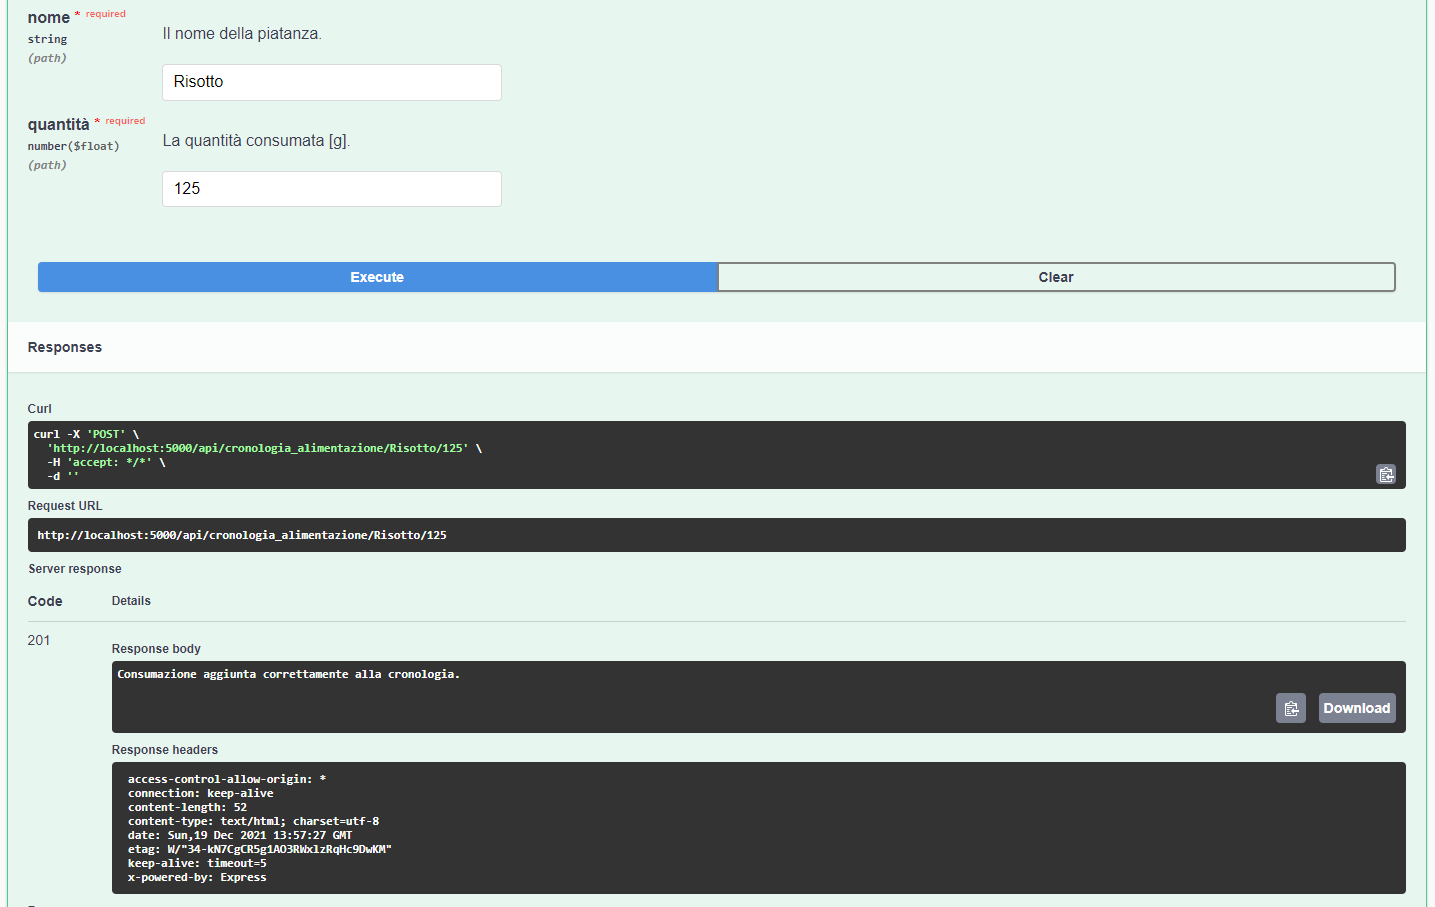 nome * required
string
(path)
Il nome della piatanza.
Risotto
quantità * required
number($float)
(path)
La quantità consumata [g].
125
Execute
Clear
Responses
Curl
curl -X 'POST' \
'http://localhost:5000/api/cronologia_alimentazione/Risotto/125' \
-H 'accept: */*' \
-d ''
Request URL
http://localhost:5000/api/cronologia_alimentazione/Risotto/125
Server response
Code Details
201
Response body
Consumazione aggiunta correttamente alla cronologia.
Download
Response headers
access-control-allow-origin: *
connection: keep-alive
content-length: 52
content-type: text/html; charset=utf-8
date: Sun,19 Dec 2021 13:57:27 GMT
etag: W/"34-kN7CgCR5g1AO3RWxlzRqHc9DwKM"
keep-alive: timeout=5
x-powered-by: Express